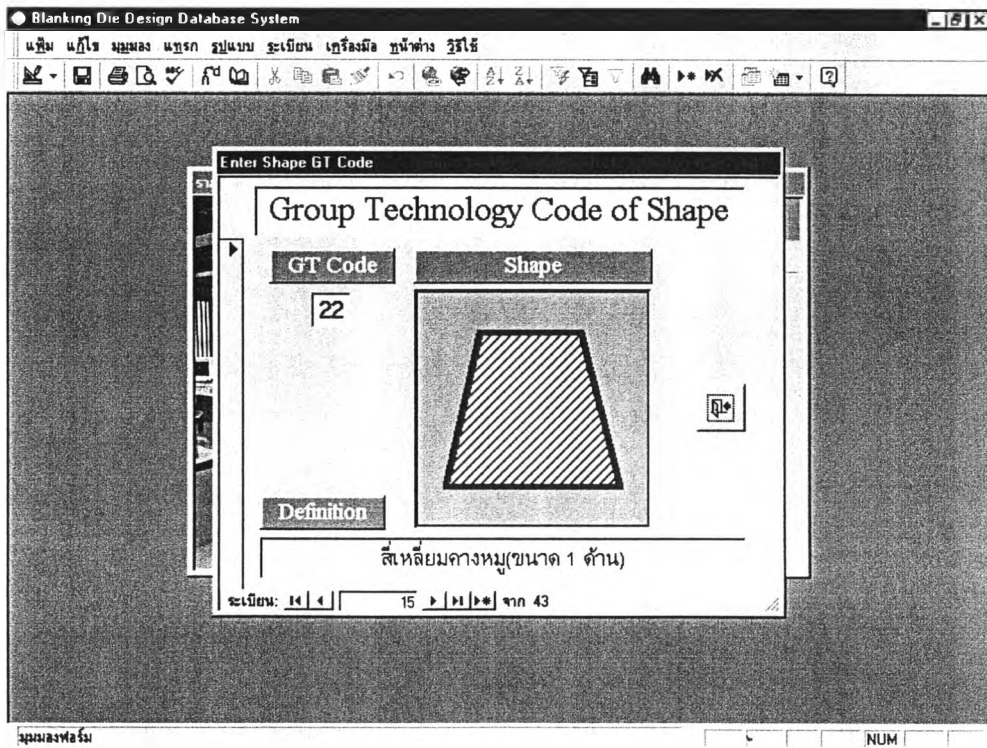 Blanking Die Design Database System
แฟ้ม แก้ไข มุมมอง แทรก รูปแบบ ระเบียน เครื่องมือ หน้าต่าง วิธีใช้
Enter Shape GT Code
Group Technology Code of Shape
GT Code Shape
22
Definition
สี่เหลี่ยมคางหมู(ขนาด 1 ด้าน)
ระเบียน: 15 จาก 43
มุมมองฟอร์ม NUM